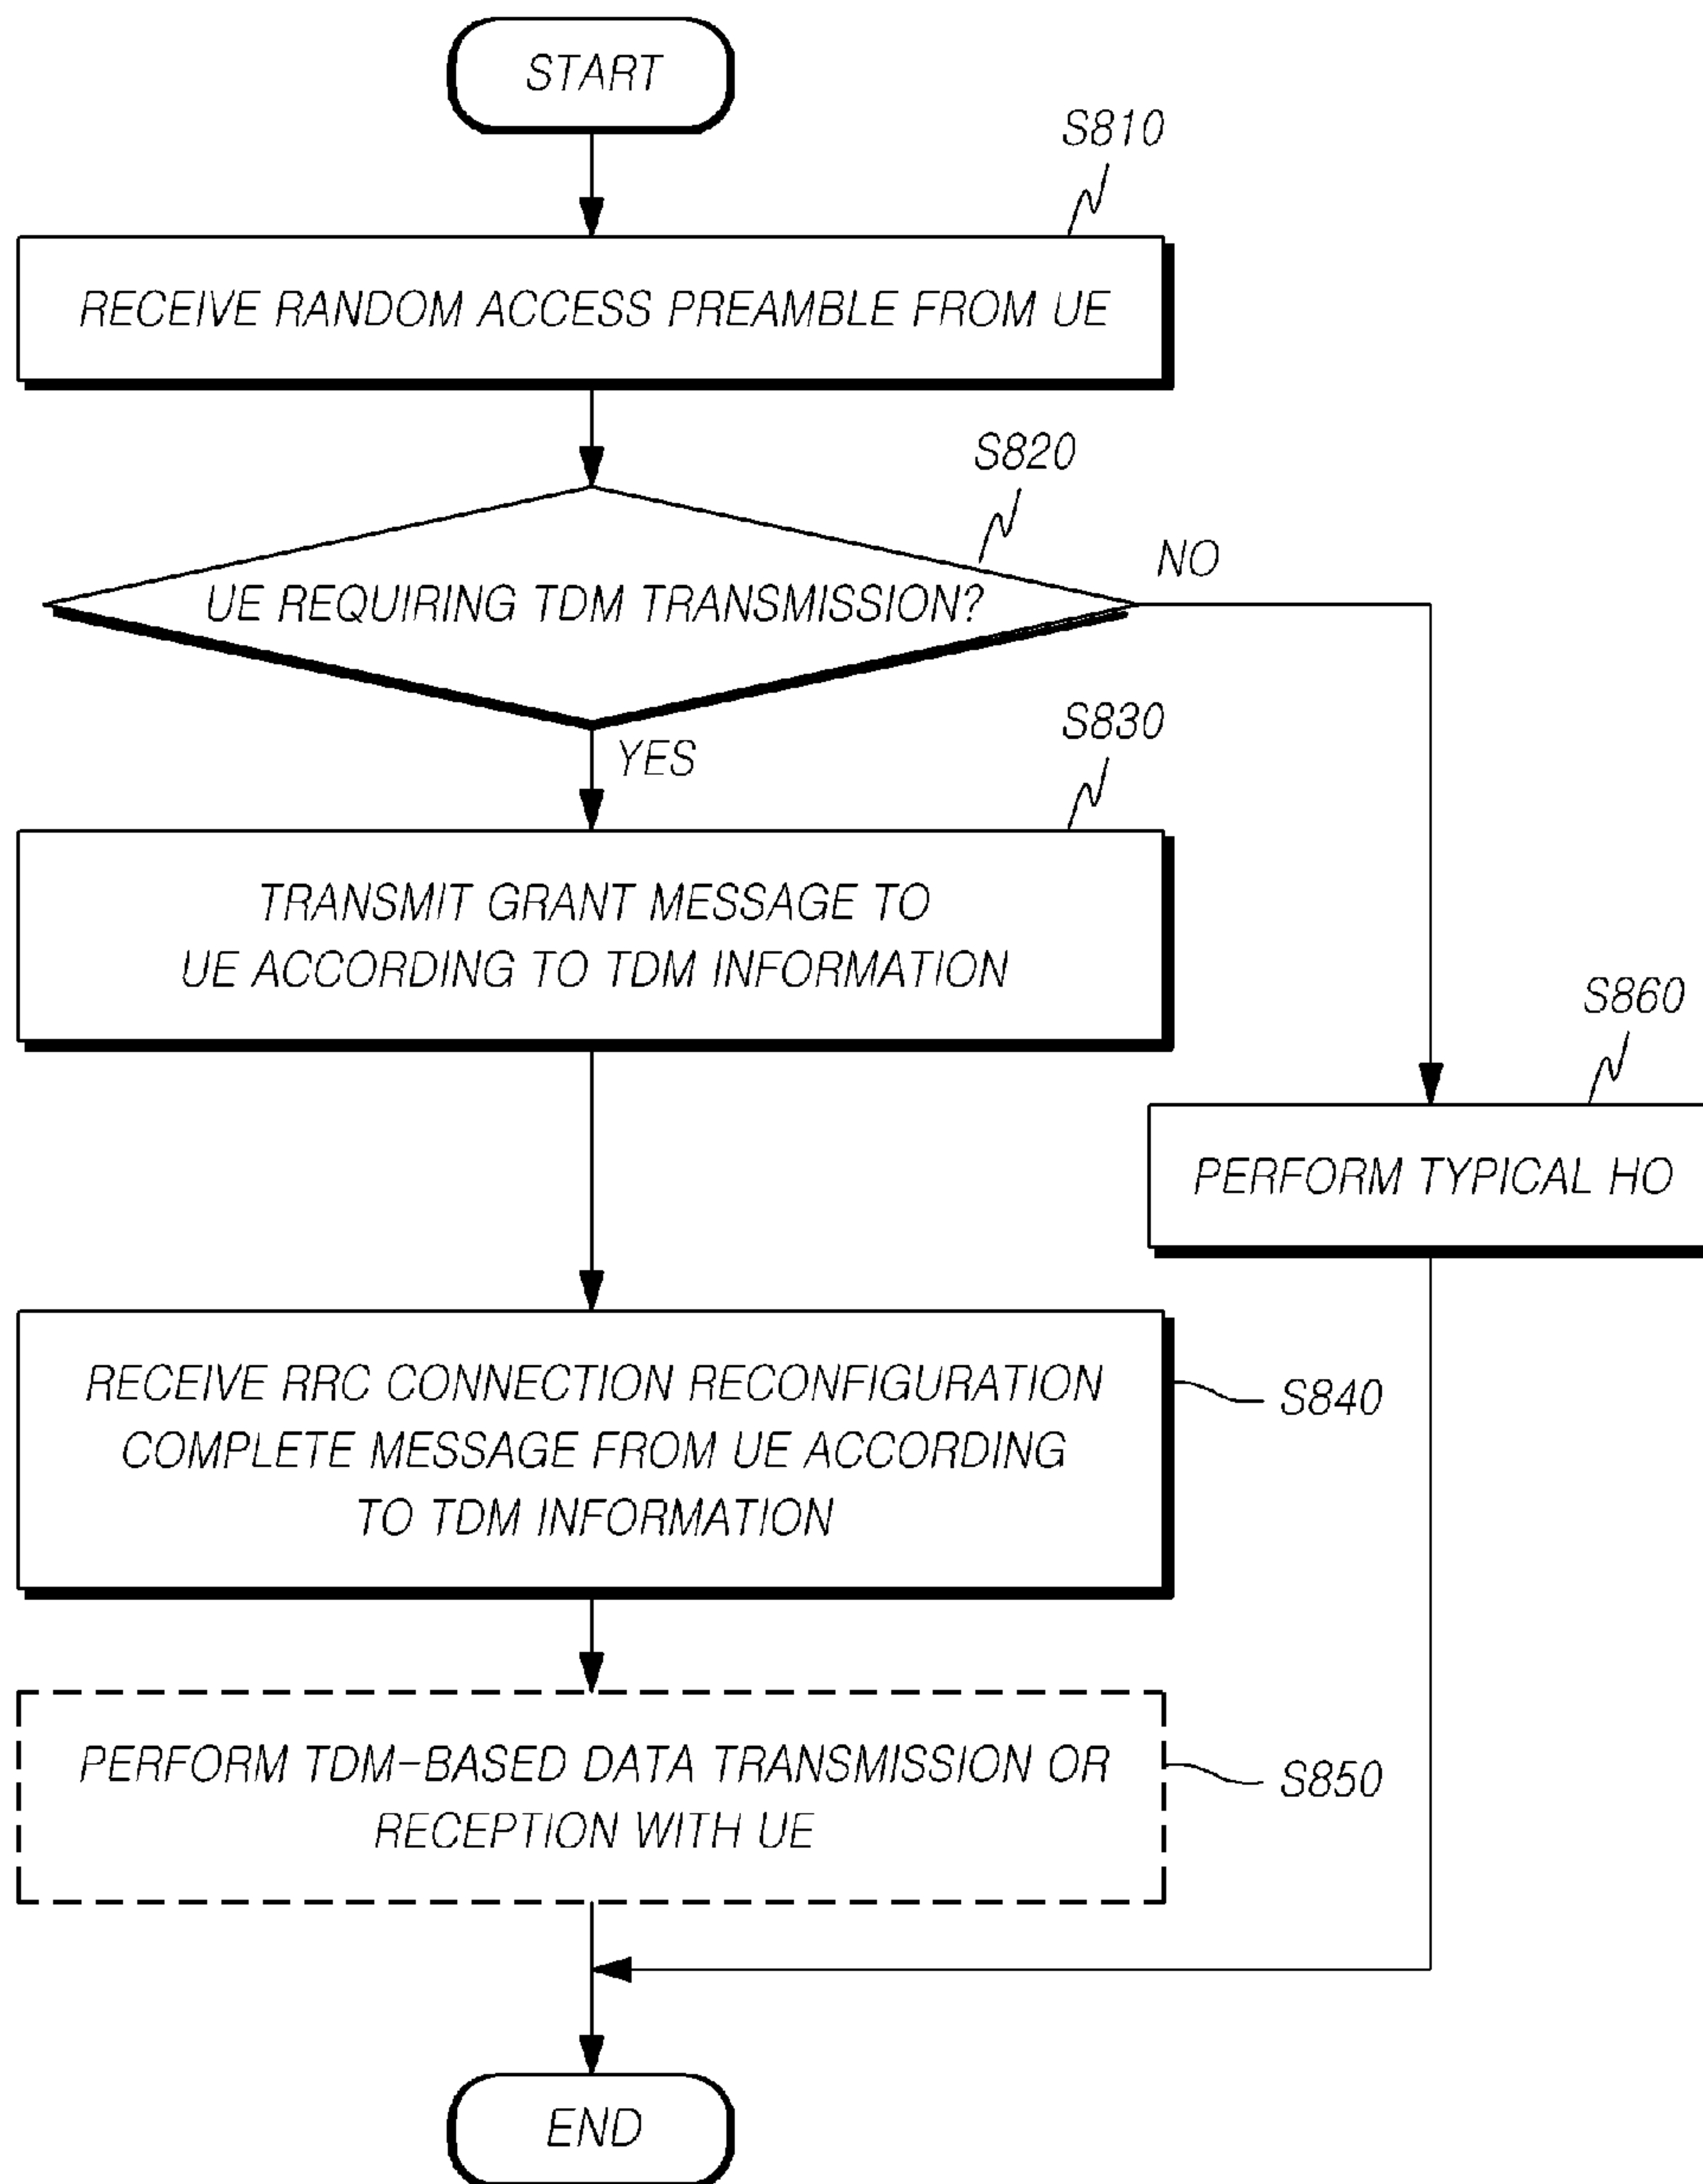 START
S810
RECEIVE RANDOM ACCESS PREAMBLE FROM UE
S820
UE REQUIRING TDM TRANSMISSION?
NO
YES
S830
TRANSMIT GRANT MESSAGE TO
UE ACCORDING TO TDM INFORMATION
S860
PERFORM TYPICAL HO
RECEIVE RRC CONNECTION RECONFIGURATION
COMPLETE MESSAGE FROM UE ACCORDING
TO TDM INFORMATION
S840
PERFORM TDM-BASED DATA TRANSMISSION OR
RECEPTION WITH UE
S850
END